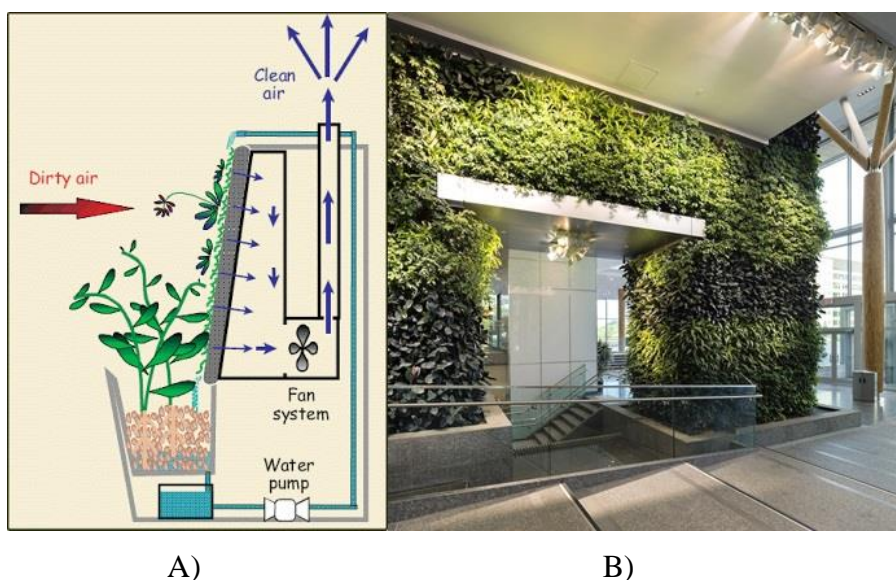 Clean
air
Dirty air
Fan
system
Water
pump
A)
B)